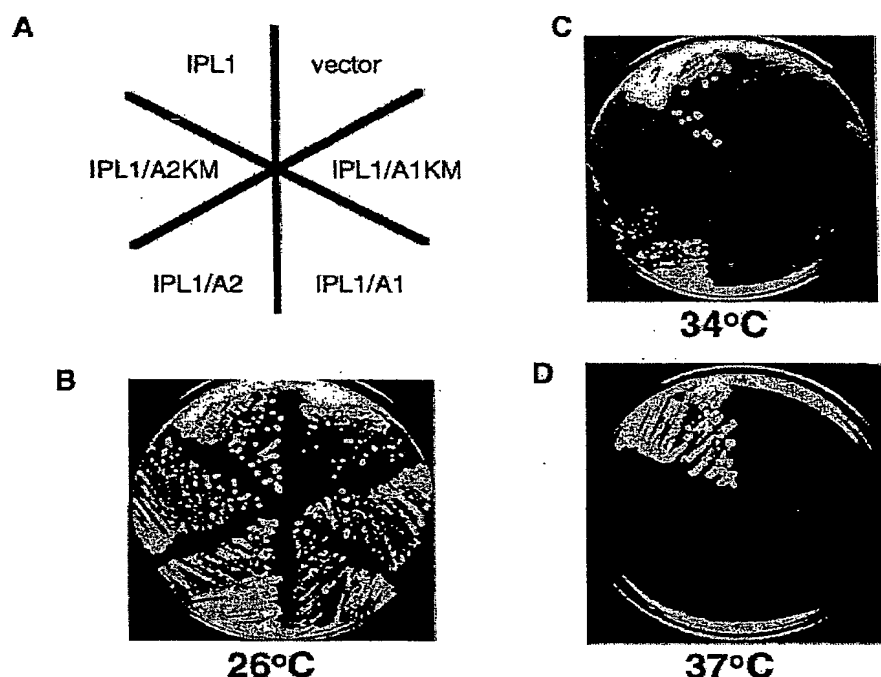 A
IPL1
vector
IPL1/A2KM
IPL1/A1KM
IPL1/A2
IPL1/A1
B
26°C
C
34°C
D
37°C